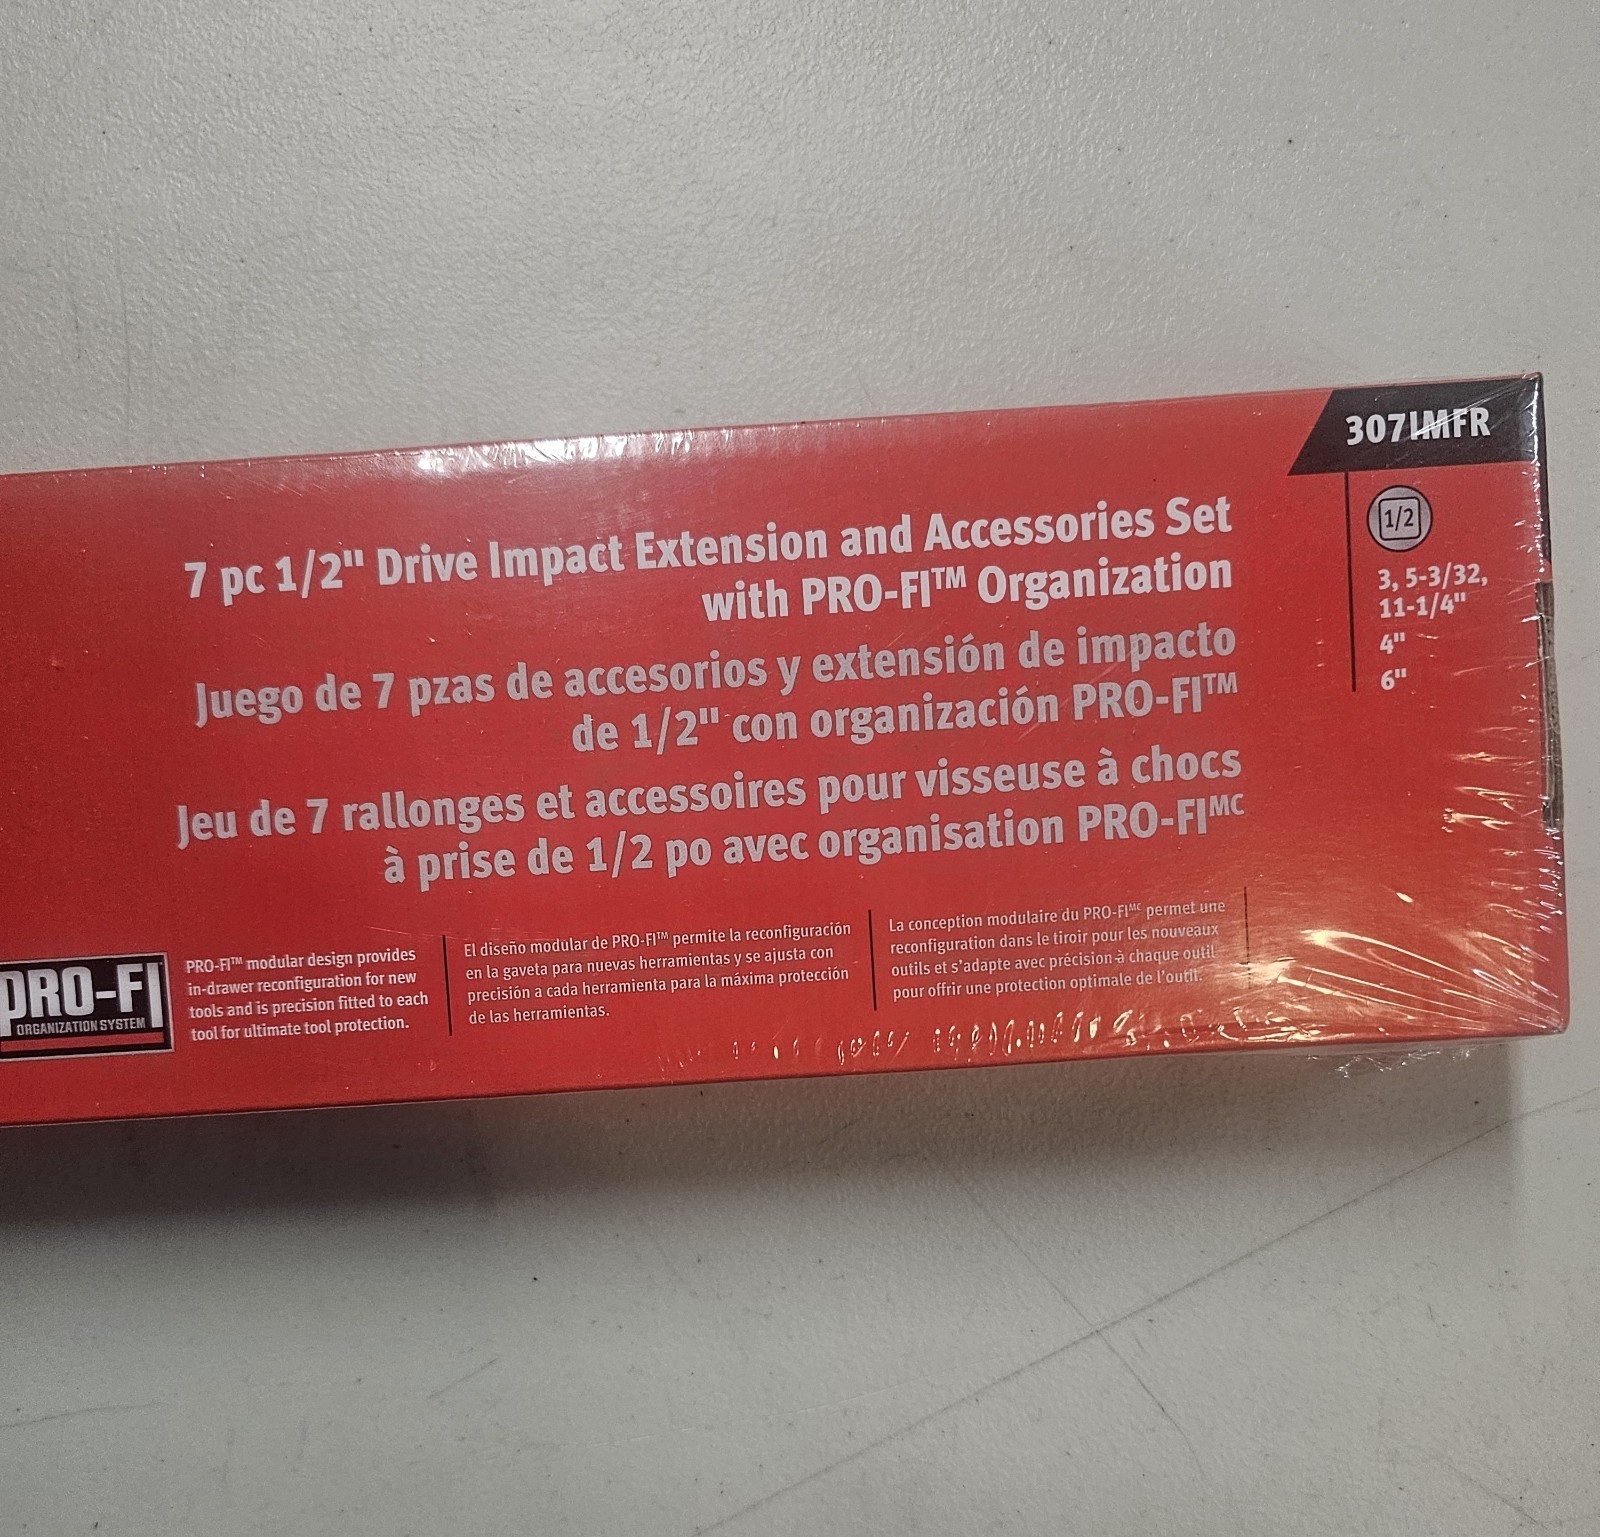 307IMFR
1/2
3, 5-3/32,
11-1/4"
4"
6"
7 pc 1/2" Drive Impact Extension and Accessories Set
with PRO-FI™ Organization
Juego de 7 pzas de accesorios y extensión de impacto
de 1/2" con organización PRO-FI™
Jeu de 7 rallonges et accessoires pour visseuse à chocs
à prise de 1/2 po avec organisation PRO-FIᴹᶜ
PRO-FI
ORGANIZATION SYSTEM
PRO-FI™ modular design provides
in-drawer reconfiguration for new
tools and is precision fitted to each
tool for ultimate tool protection.
El diseño modular de PRO-FI™ permite la reconfiguración
en la gaveta para nuevas herramientas y se ajusta con
precisión a cada herramienta para la máxima protección
de las herramientas.
La conception modulaire du PRO-FIᴹᶜ permet une
reconfiguration dans le tiroir pour les nouveaux
outils et s'adapte avec précision à chaque outil
pour offrir une protection optimale de l'outil.